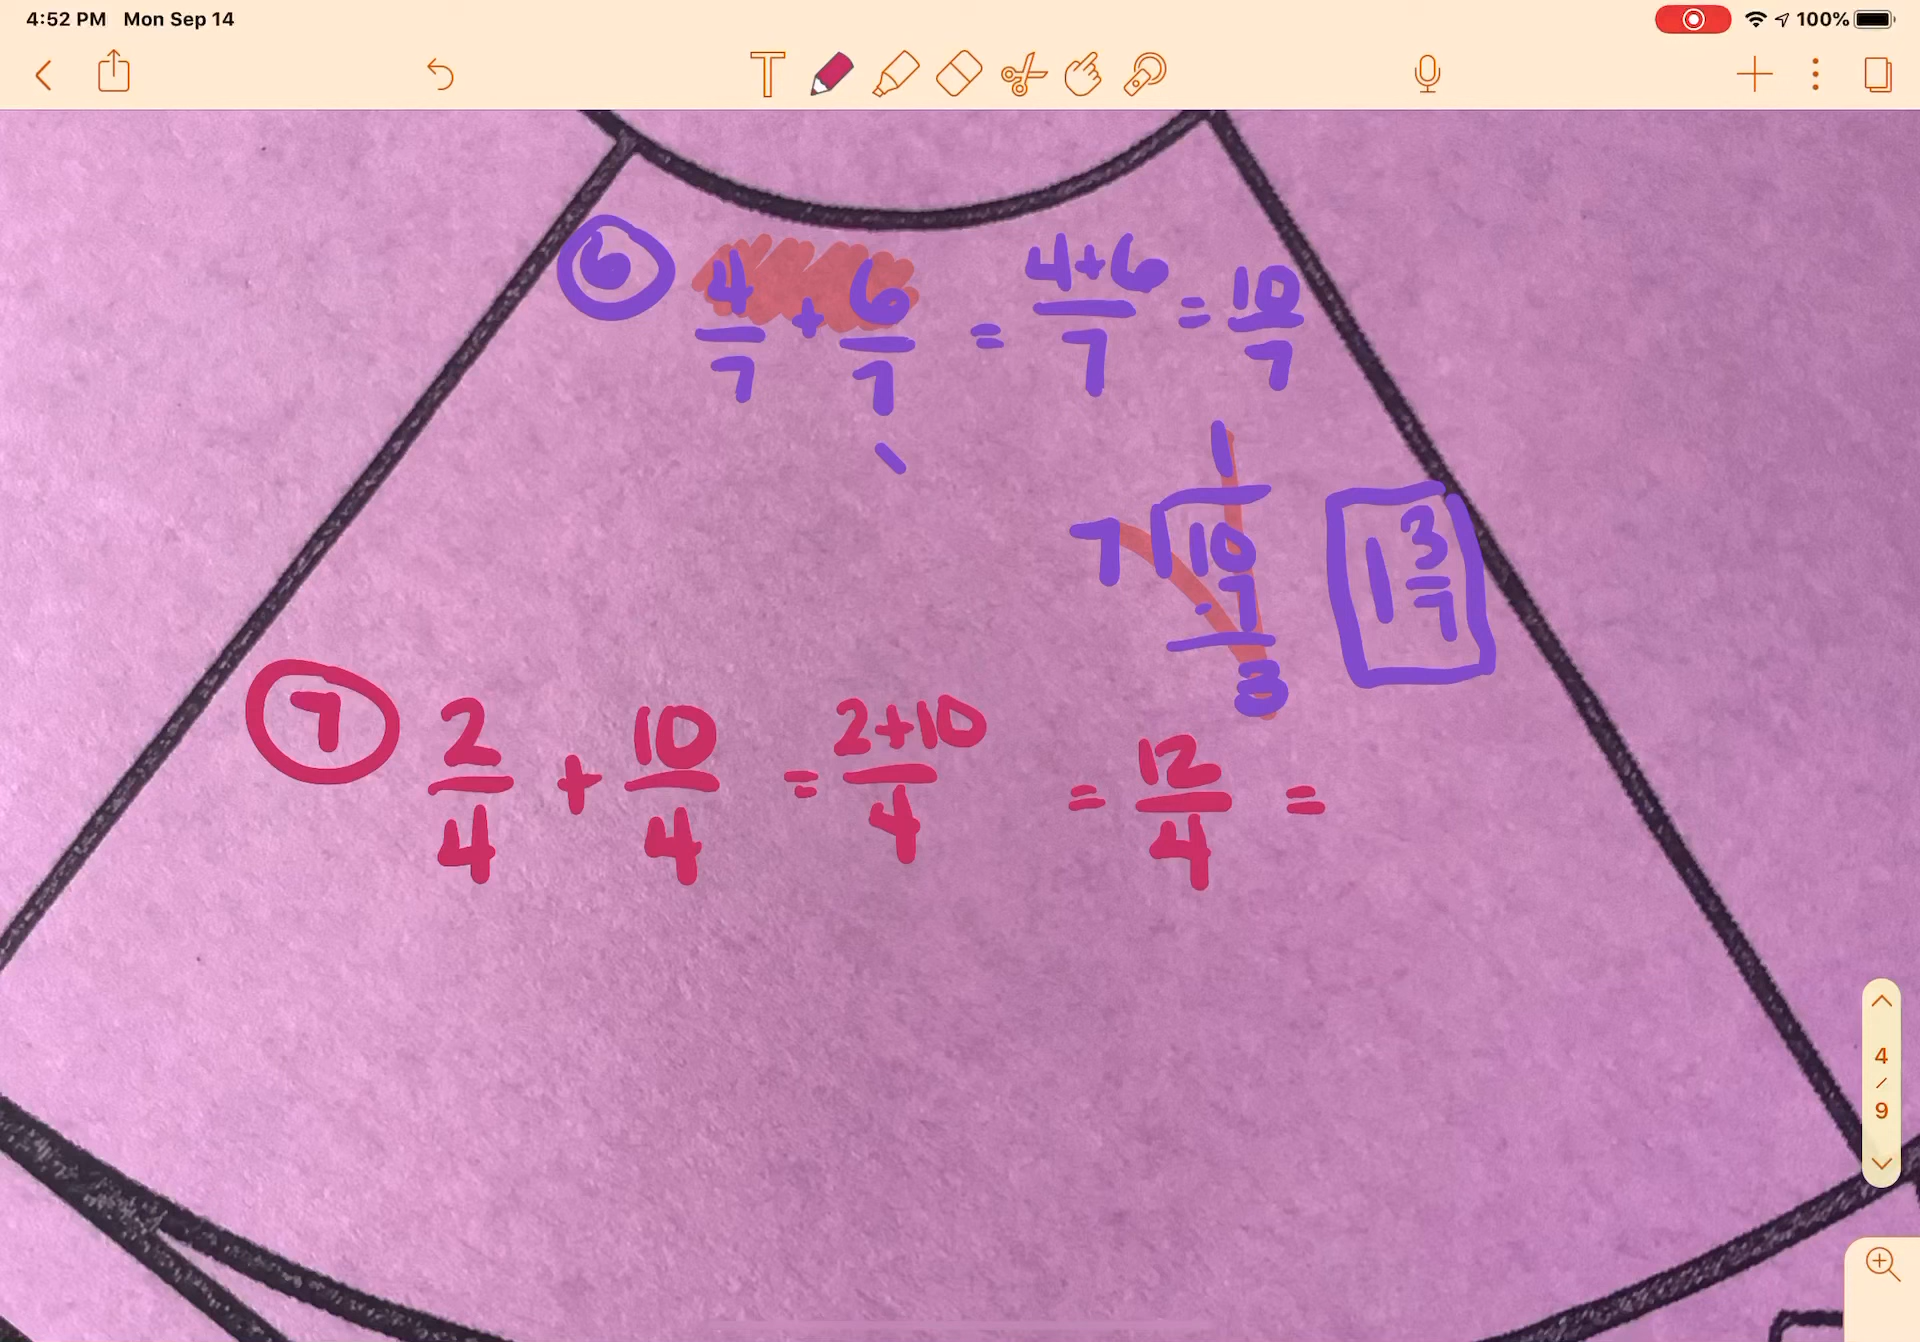 4:52 PM Mon Sep 14
100%
T
6 4/7 + 6/7 = 4+6/7 = 10/7
1
7 10
-7
3
1 3/7
7 2/4 + 10/4 = 2+10/4 = 12/4 =
4
/
9